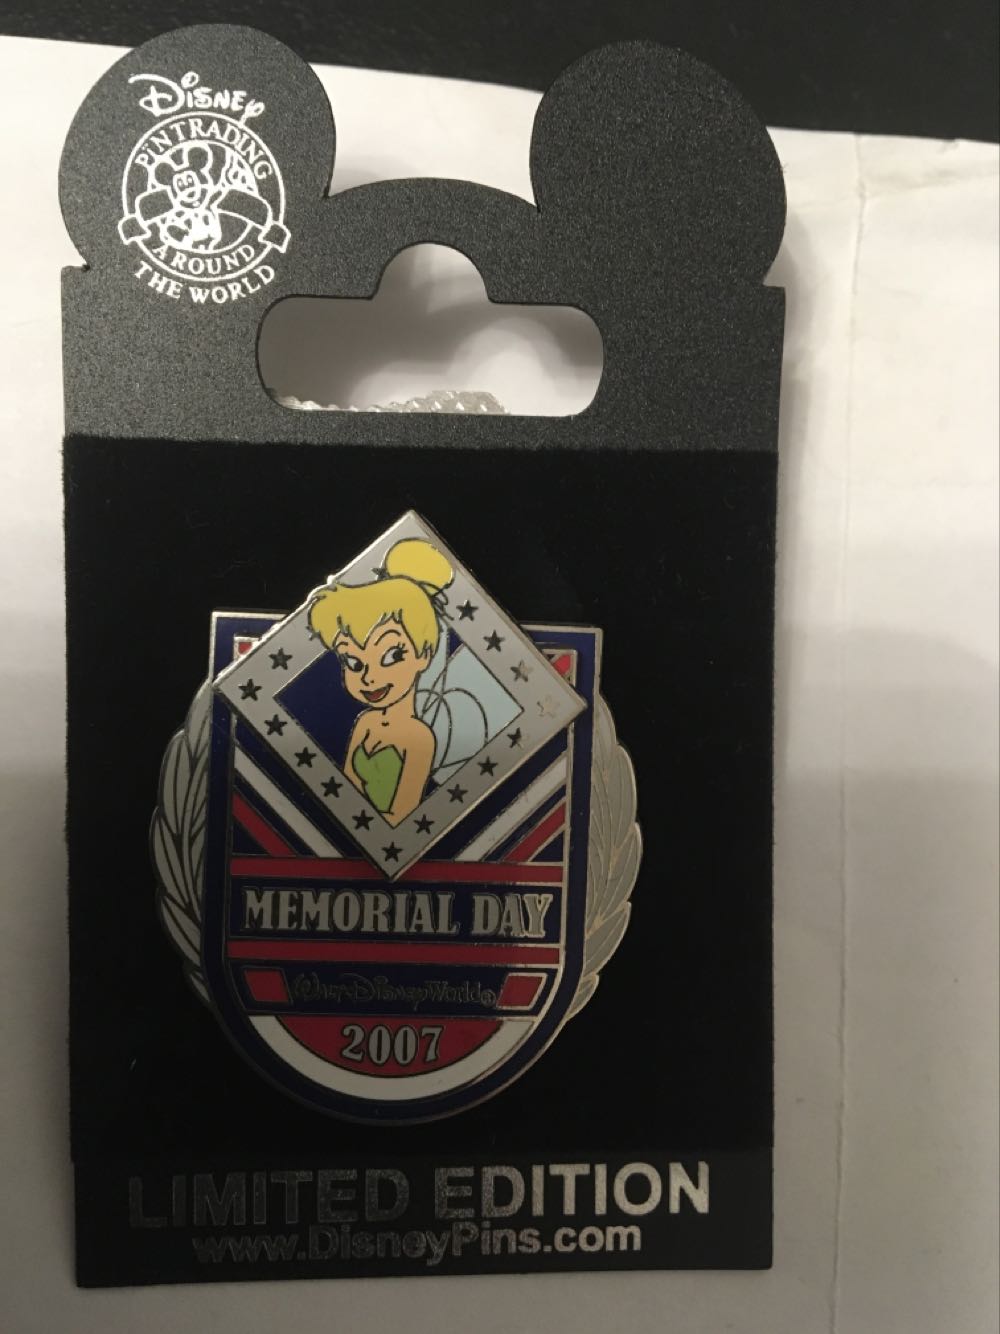 Disney
PiN TRADING
AROUND
THE WORLD
MEMORIAL DAY
Walt Disney World®
2007
LIMITED EDITION
www.DisneyPins.com